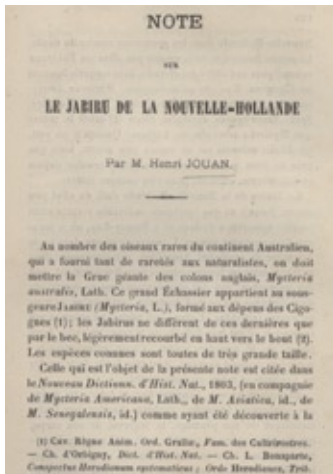 NOTE
SUR
LE JABIRU DE LA NOUVELLE-HOLLANDE
Par M. Henri JOUAN.
Au nombre des oiseaux rares du continent Australien,
qui a fourni tant de raretés aux naturalistes, on doit
mettre la Grue géante des colons anglais, Mycteria
australis, Lath. Ce grand Échassier appartient au sous-
genre JABIRU (Mycteria, L.), formé aux dépens des Cigo-
gnes (1); les Jabirus ne diffèrent de ces dernières que
par le bec, légèrement recourbé en haut vers le bout (2).
Les espèces connues sont toutes de très grande taille.
Celle qui est l'objet de la présente note est citée dans
le Nouveau Dictionn. d'Hist. Nat., 1803, (en compagnie
de Mycteria Americana, Lath., de M. Asiatica, id., de
M. Senegalensis, id.) comme ayant été découverte à la
(1) Cuv. Règne Anim. Ord. Grallæ, Fam. des Cultrirostres.
— Ch. d'Orbigny, Dict. d'Hist. Nat. — Ch. L. Bonaparte,
Conspectus Herodionum systematicus; Ordo Herodiones, Trib.